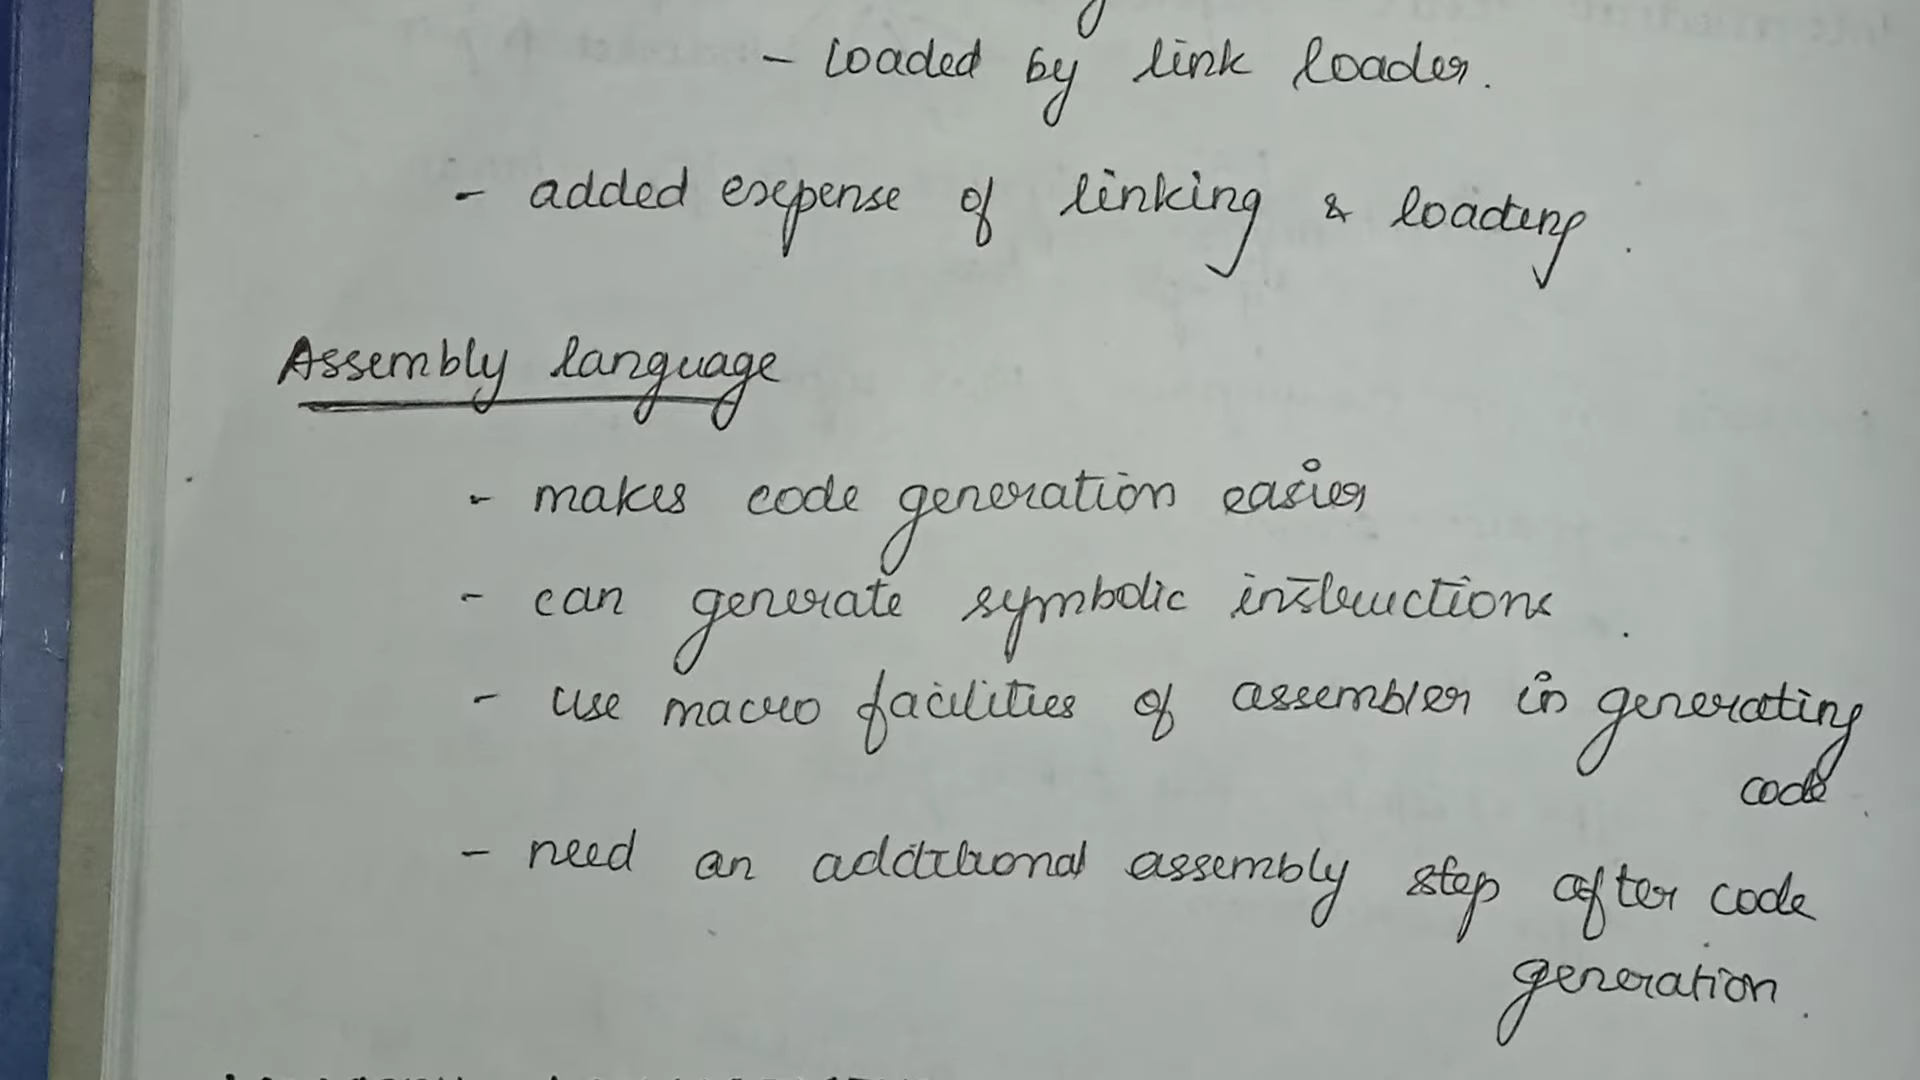 - Loaded by link loader.
- added expense of linking & loading.
Assembly language
- makes code generation easier
- can generate symbolic instructions.
- use macro facilities of assembler in generating
code.
- need an additional assembly step after code
generation.